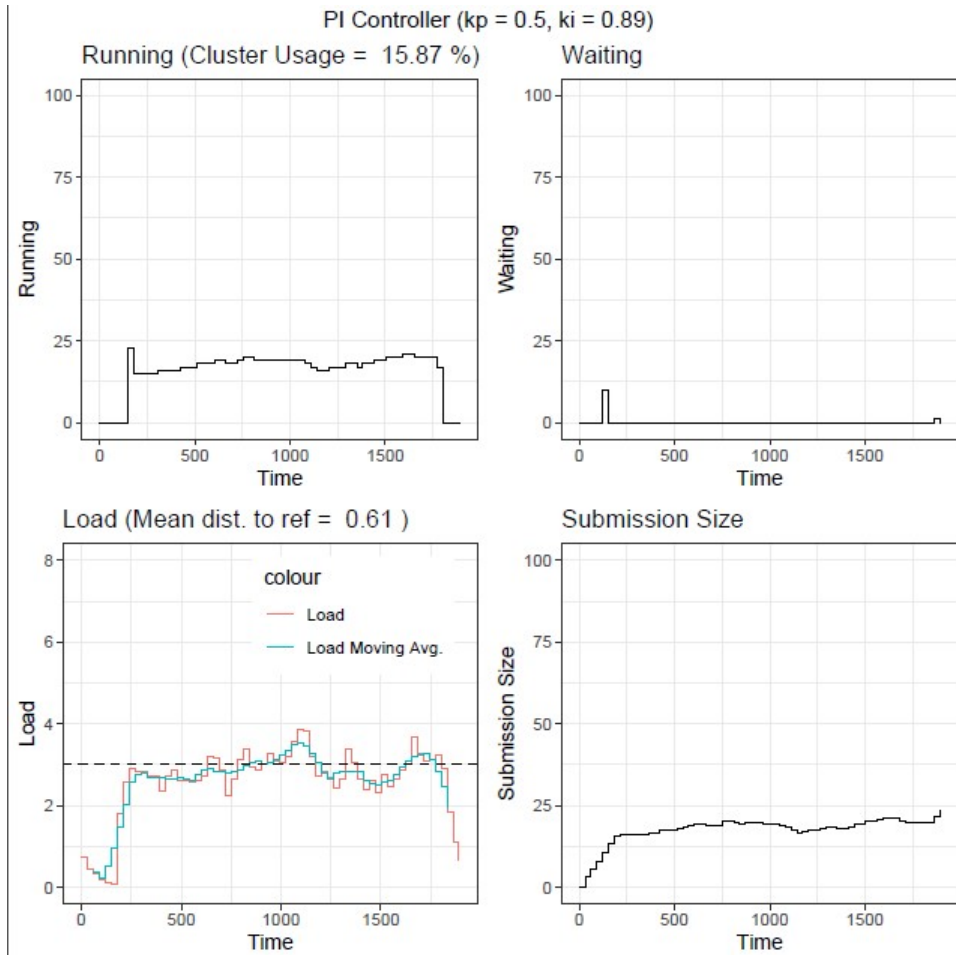 PI Controller (kp = 0.5, ki = 0.89)
Running (Cluster Usage =  15.87 %)
100
75
50
25
0
Running
0 500 1000 1500
Time
Waiting
100
75
50
25
0
Waiting
0 500 1000 1500
Time
Load (Mean dist. to ref =  0.61 )
8
6
4
2
0
Load
colour
Load
Load Moving Avg.
0 500 1000 1500
Time
Submission Size
100
75
50
25
0
Submission Size
0 500 1000 1500
Time